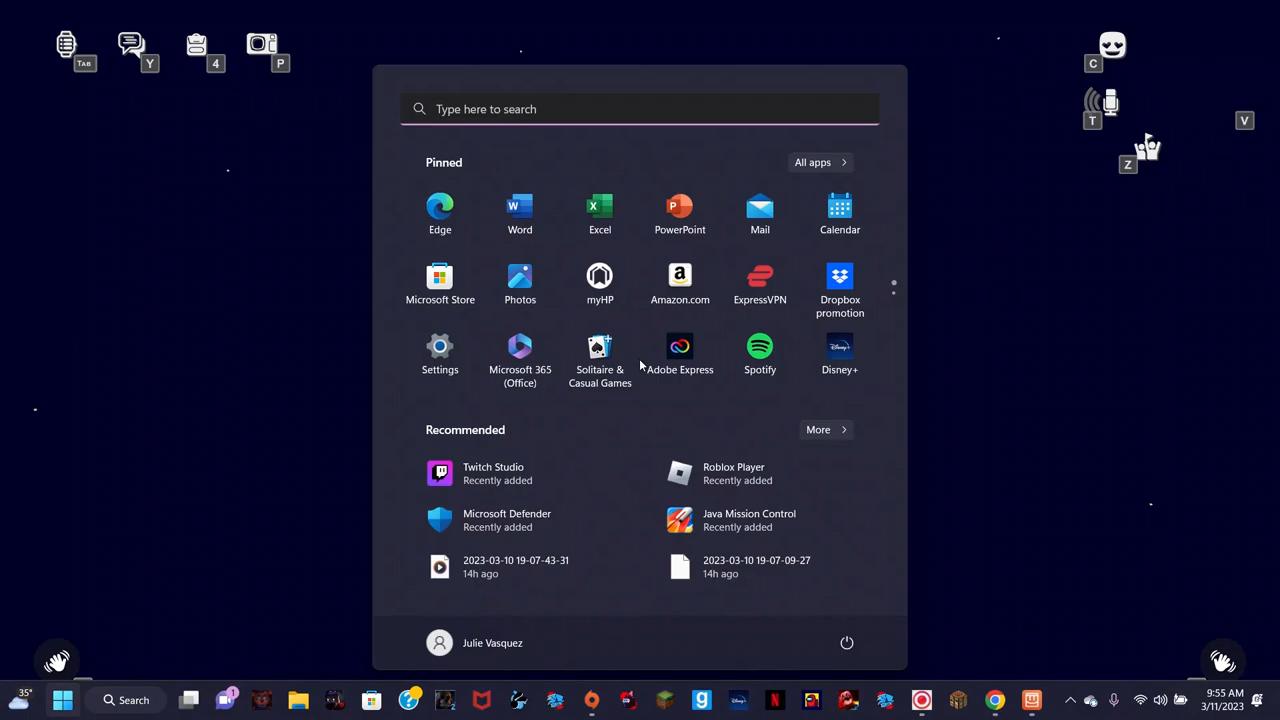 TAB
Y
4
P
C
T
V
Z
Type here to search
Pinned
All apps
Edge
Word
Excel
PowerPoint
Mail
Calendar
Microsoft Store
Photos
myHP
Amazon.com
ExpressVPN
Dropbox
promotion
Settings
Microsoft 365
(Office)
Solitaire &
Casual Games
Adobe Express
Spotify
Disney+
Recommended
More
Twitch Studio
Recently added
Roblox Player
Recently added
Microsoft Defender
Recently added
Java Mission Control
Recently added
2023-03-10 19-07-43-31
14h ago
2023-03-10 19-07-09-27
14h ago
Julie Vasquez
35°
Search
1
9:55 AM
3/11/2023